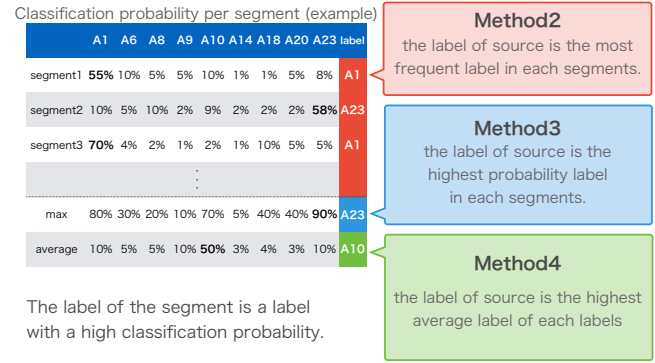 Classification probability per segment (example)
A1 A6 A8 A9 A10 A14 A18 A20 A23 label
segment1 55% 10% 5% 5% 10% 1% 1% 5% 8% A1
segment2 10% 5% 10% 2% 9% 2% 2% 2% 58% A23
segment3 70% 4% 2% 1% 2% 1% 10% 5% 5% A1
max 80% 30% 20% 10% 70% 5% 40% 40% 90% A23
average 10% 5% 5% 10% 50% 3% 4% 3% 10% A10
The label of the segment is a label
with a high classification probability.
Method2
the label of source is the most
frequent label in each segments.
Method3
the label of source is the
highest probability label
in each segments.
Method4
the label of source is the highest
average label of each labels